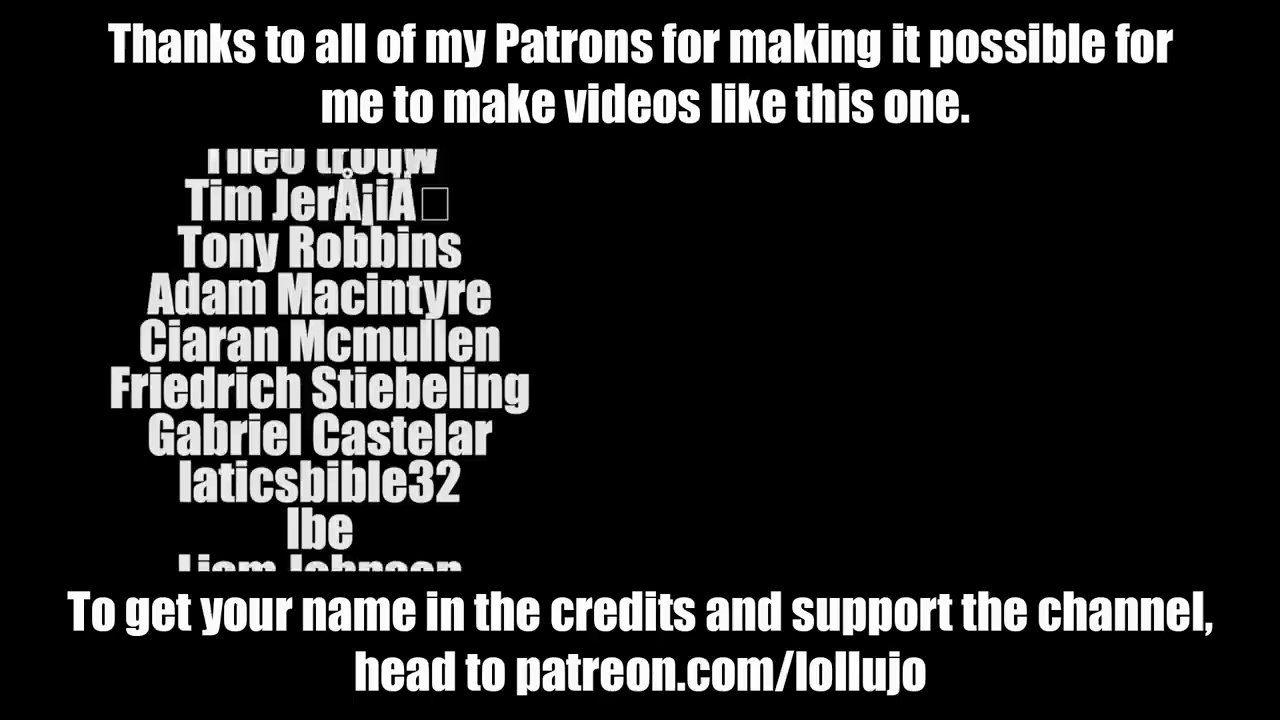 Thanks to all of my Patrons for making it possible for
me to make videos like this one.
Tim JerÅ¡iÄ□
Tony Robbins
Adam Macintyre
Ciaran Mcmullen
Friedrich Stiebeling
Gabriel Castelar
laticsbible32
Ibe
Liam Johnson
To get your name in the credits and support the channel,
head to patreon.com/lollujo